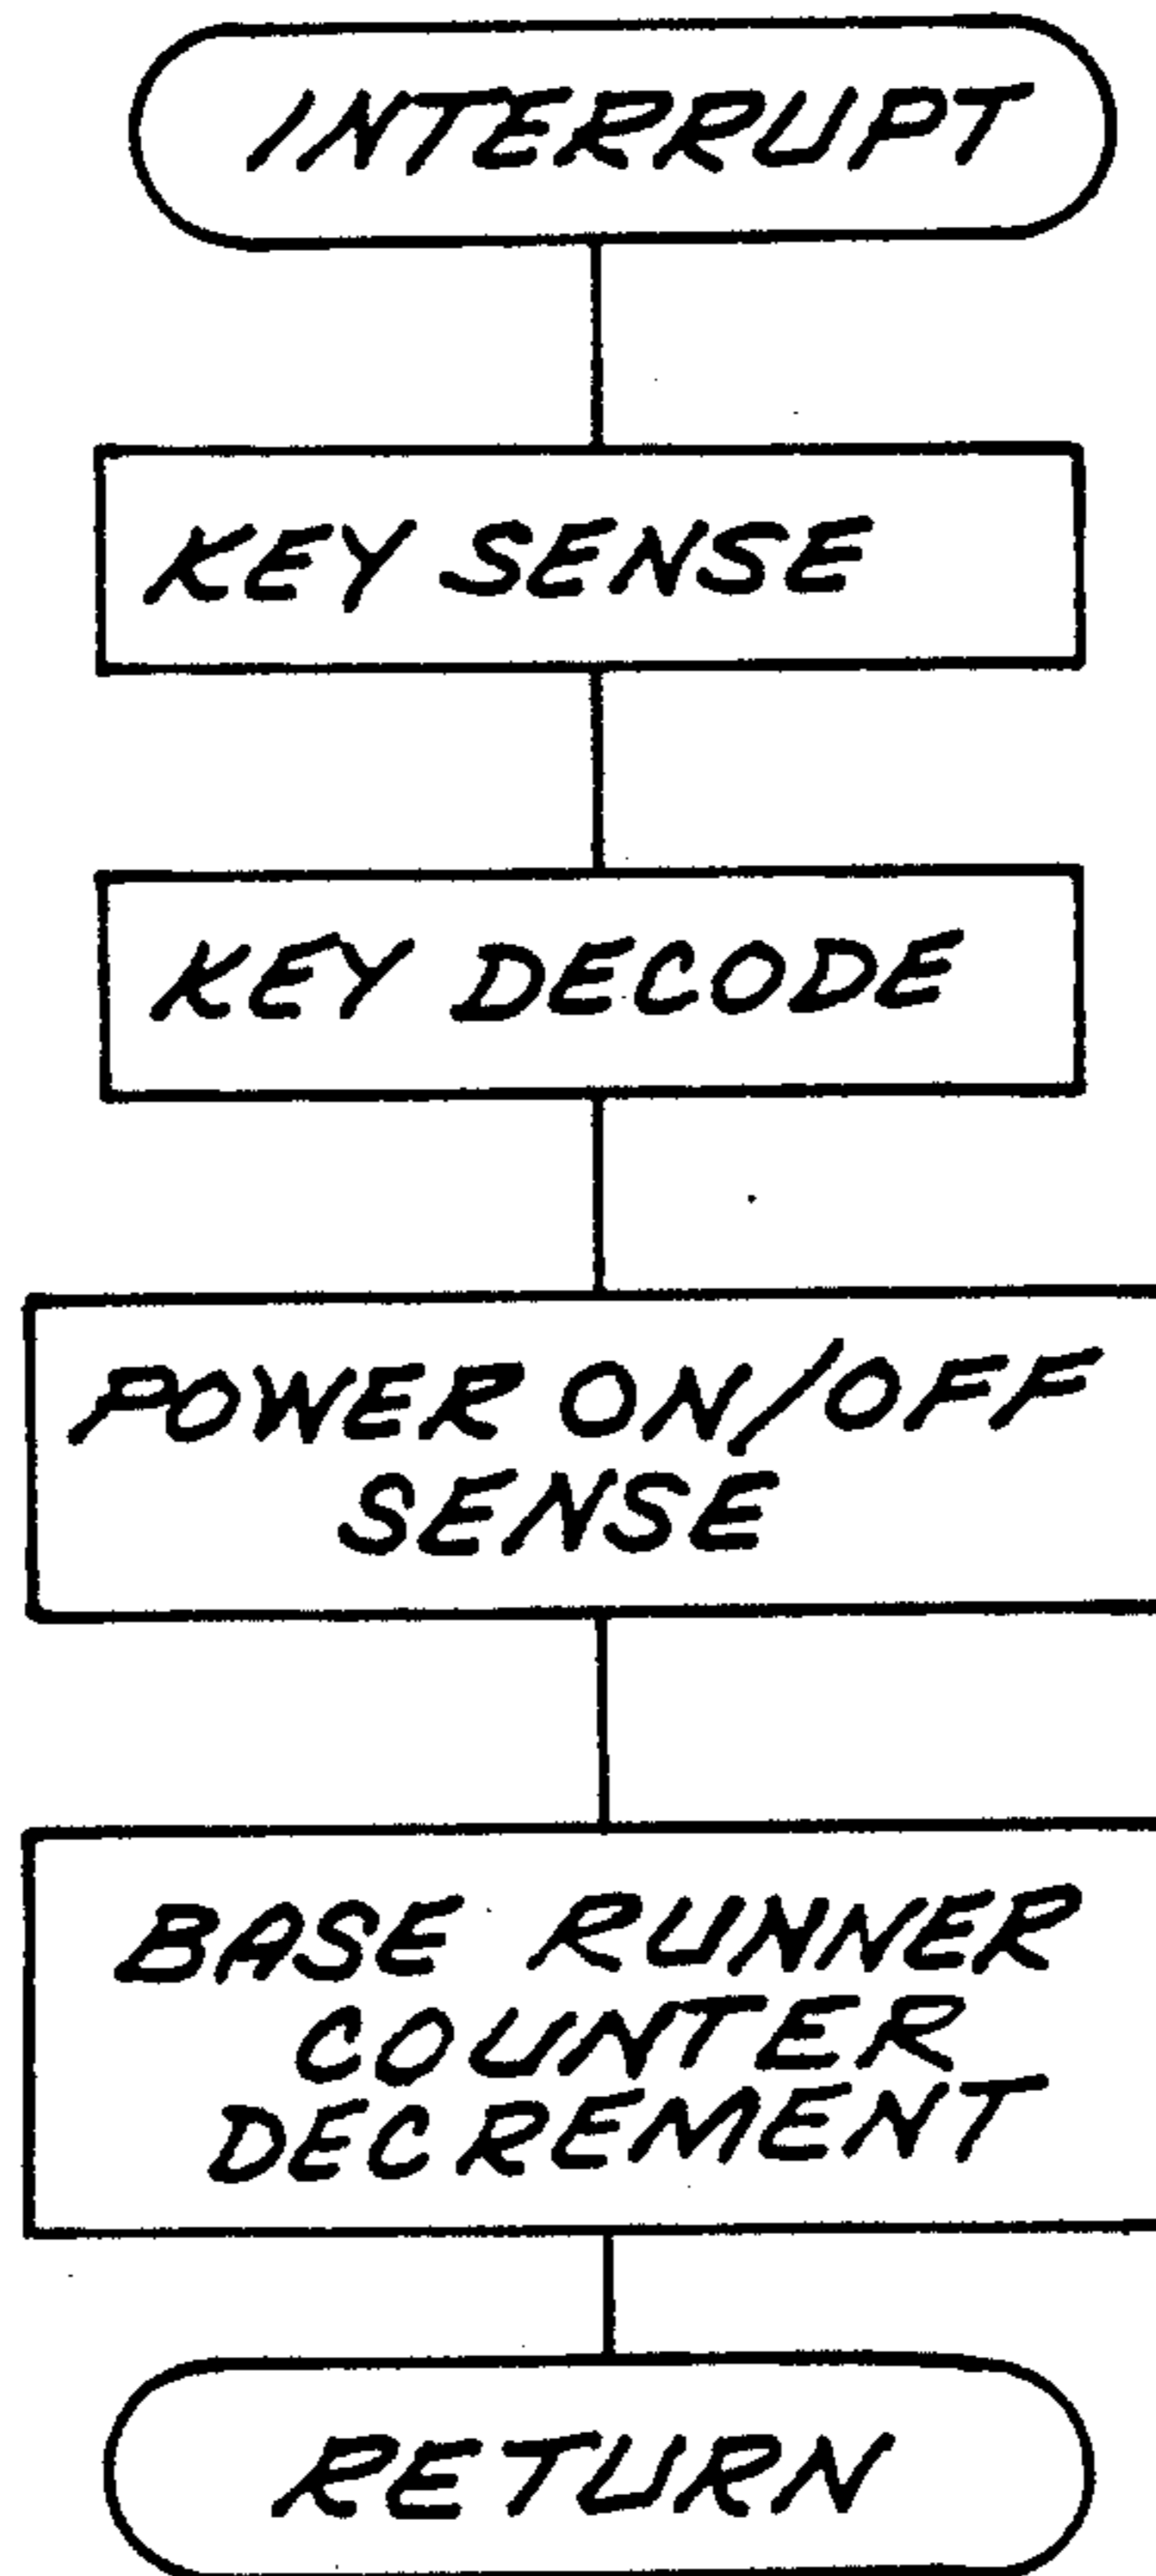 INTERRUPT
KEY SENSE
KEY DECODE
POWER ON/OFF
SENSE
BASE RUNNER
COUNTER
DECREMENT
RETURN